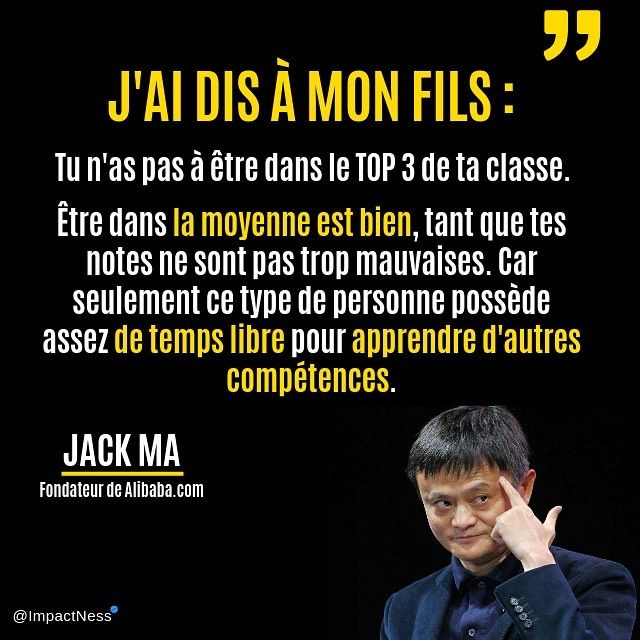 ”
J'AI DIS À MON FILS :
Tu n'as pas à être dans le TOP 3 de ta classe.
Être dans la moyenne est bien, tant que tes
notes ne sont pas trop mauvaises. Car
seulement ce type de personne possède
assez de temps libre pour apprendre d'autres
compétences.
JACK MA
Fondateur de Alibaba.com
@ImpactNess